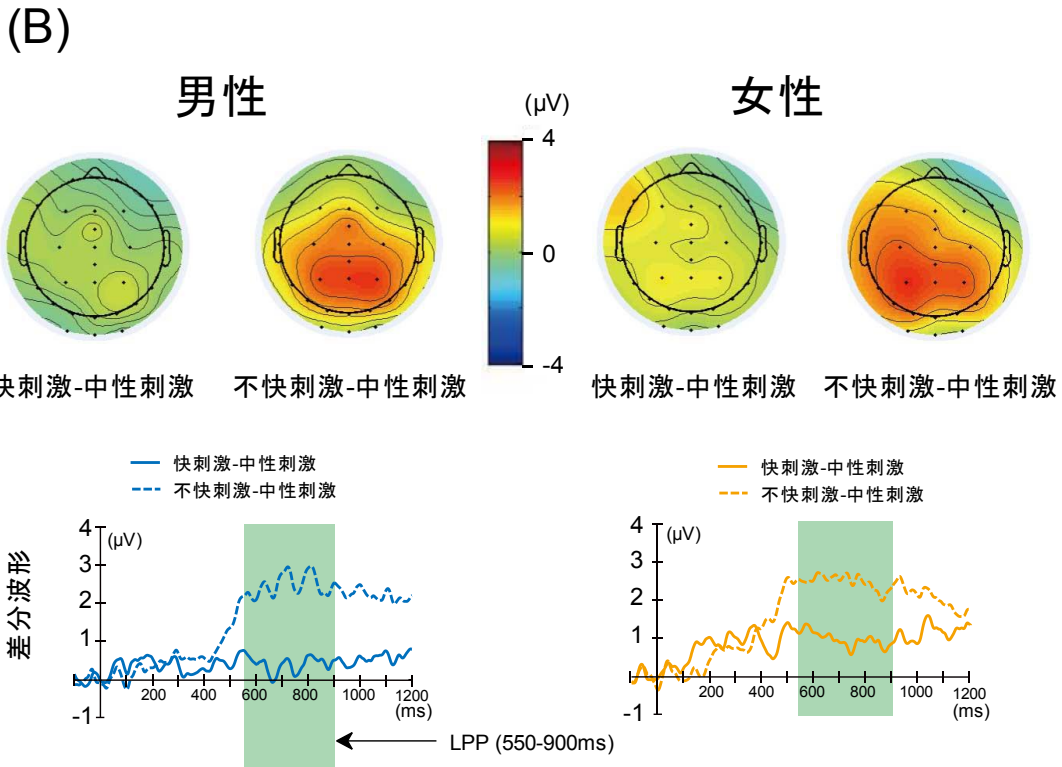 (B)
男性
(µV)
女性
4
0
-4
快刺激-中性刺激
不快刺激-中性刺激
快刺激-中性刺激
不快刺激-中性刺激
快刺激-中性刺激
不快刺激-中性刺激
快刺激-中性刺激
不快刺激-中性刺激
差分波形
4
3
2
1
-1
(µV)
200
400
600
800
1000
1200
(ms)
4
3
2
1
-1
(µV)
200
400
600
800
1000
1200
(ms)
LPP (550-900ms)